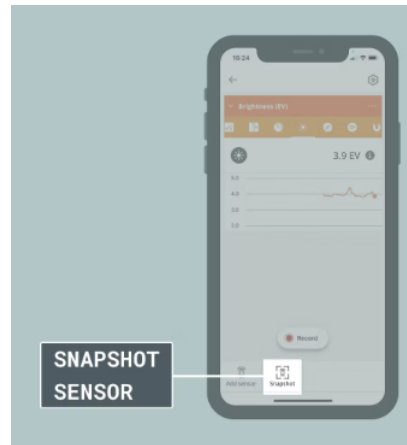 10:24
Brightness (EV)
3.9 EV
5.0
4.0
3.0
2.0
Record
SNAPSHOT
SENSOR
Add sensor
Snapshot